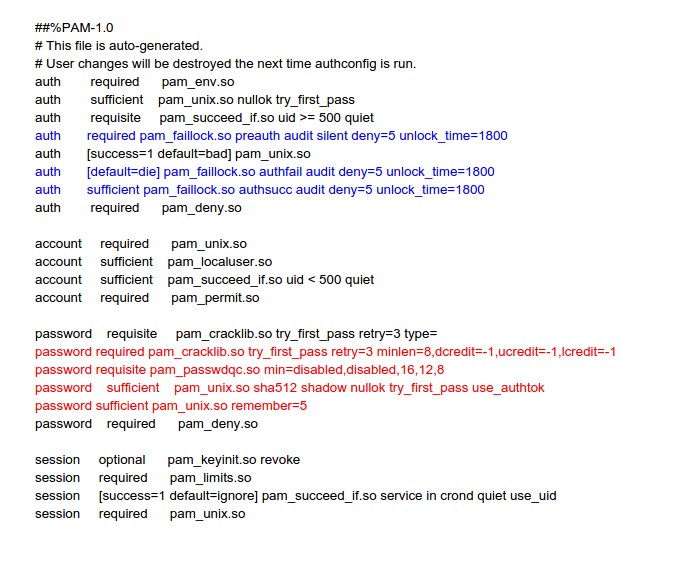 ##%PAM-1.0
# This file is auto-generated.
# User changes will be destroyed the next time authconfig is run.
auth required pam_env.so
auth sufficient pam_unix.so nullok try_first_pass
auth requisite pam_succeed_if.so uid >= 500 quiet
auth required pam_faillock.so preauth audit silent deny=5 unlock_time=1800
auth [success=1 default=bad] pam_unix.so
auth [default=die] pam_faillock.so authfail audit deny=5 unlock_time=1800
auth sufficient pam_faillock.so authsucc audit deny=5 unlock_time=1800
auth required pam_deny.so
account required pam_unix.so
account sufficient pam_localuser.so
account sufficient pam_succeed_if.so uid < 500 quiet
account required pam_permit.so
password requisite pam_cracklib.so try_first_pass retry=3 type=
password required pam_cracklib.so try_first_pass retry=3 minlen=8,dcredit=-1,ucredit=-1,lcredit=-1
password requisite pam_passwdqc.so min=disabled,disabled,16,12,8
password sufficient pam_unix.so sha512 shadow nullok try_first_pass use_authtok
password sufficient pam_unix.so remember=5
password required pam_deny.so
session optional pam_keyinit.so revoke
session required pam_limits.so
session [success=1 default=ignore] pam_succeed_if.so service in crond quiet use_uid
session required pam_unix.so